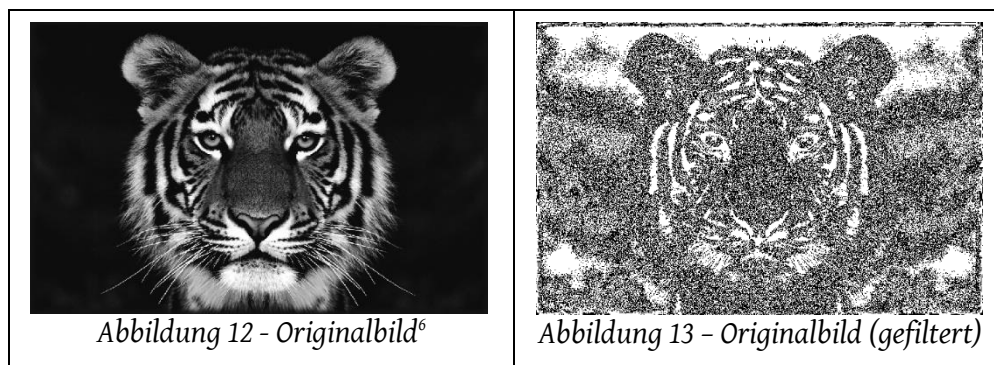 Abbildung 12 - Originalbild⁶
Abbildung 13 – Originalbild (gefiltert)